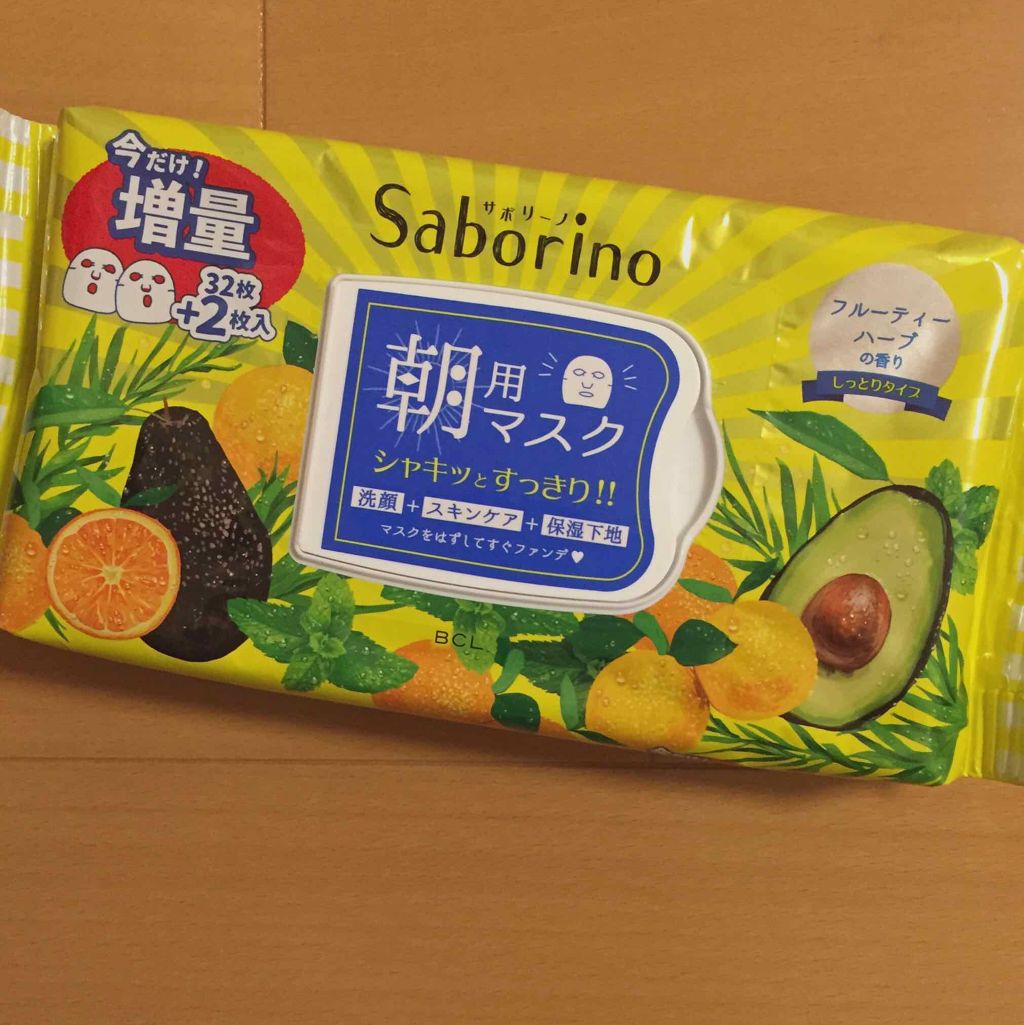 今だけ!
増量
32枚
+2枚入
サボリーノ
Saborino
フルーティー
ハーブ
の香り
しっとりタイプ
朝用
マスク
シャキッとすっきり!!
洗顔+スキンケア+保湿下地
マスクをはずしてすぐファンデ♥
BCL